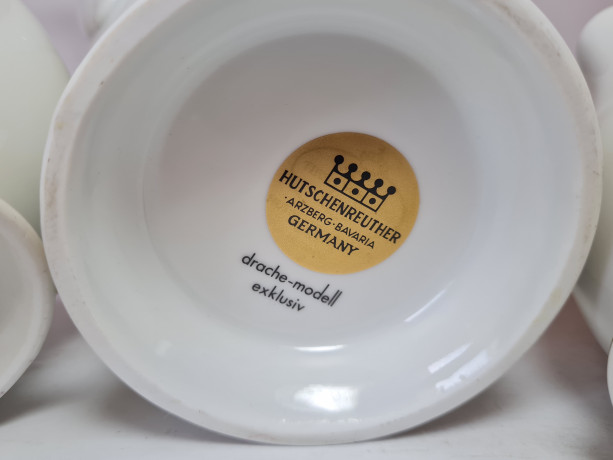 HUTSCHENREUTHER
·ARZBERG·BAVARIA
GERMANY
drache-modell
exklusiv